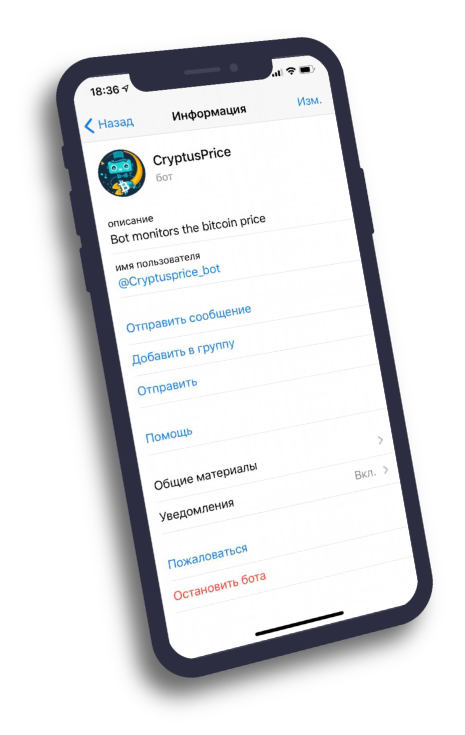 18:36
Назад
Информация
Изм.
CryptusPrice
бот
описание
Bot monitors the bitcoin price
имя пользователя
@Cryptusprice_bot
Отправить сообщение
Добавить в группу
Отправить
Помощь
Общие материалы
Уведомления
Вкл.
Пожаловаться
Остановить бота